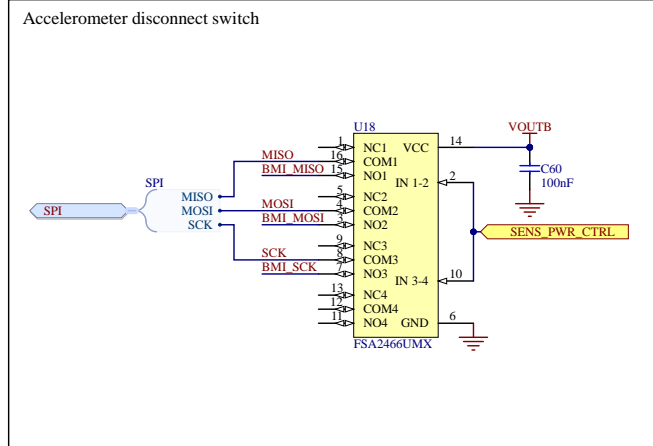 Accelerometer disconnect switch
U18
VOUTB
1 NC1 VCC 14
MISO 16 COM1
BMI_MISO 15 NO1 IN 1-2 2
C60
100nF
SPI
MISO
5 NC2
SPI
MOSI MOSI 4 COM2
BMI_MOSI 3 NO2
SCK
SENS_PWR_CTRL
9 NC3
SCK 8 COM3
BMI_SCK 7 NO3 IN 3-4 10
13 NC4
12 COM4
11 NO4 GND 6
FSA2466UMX